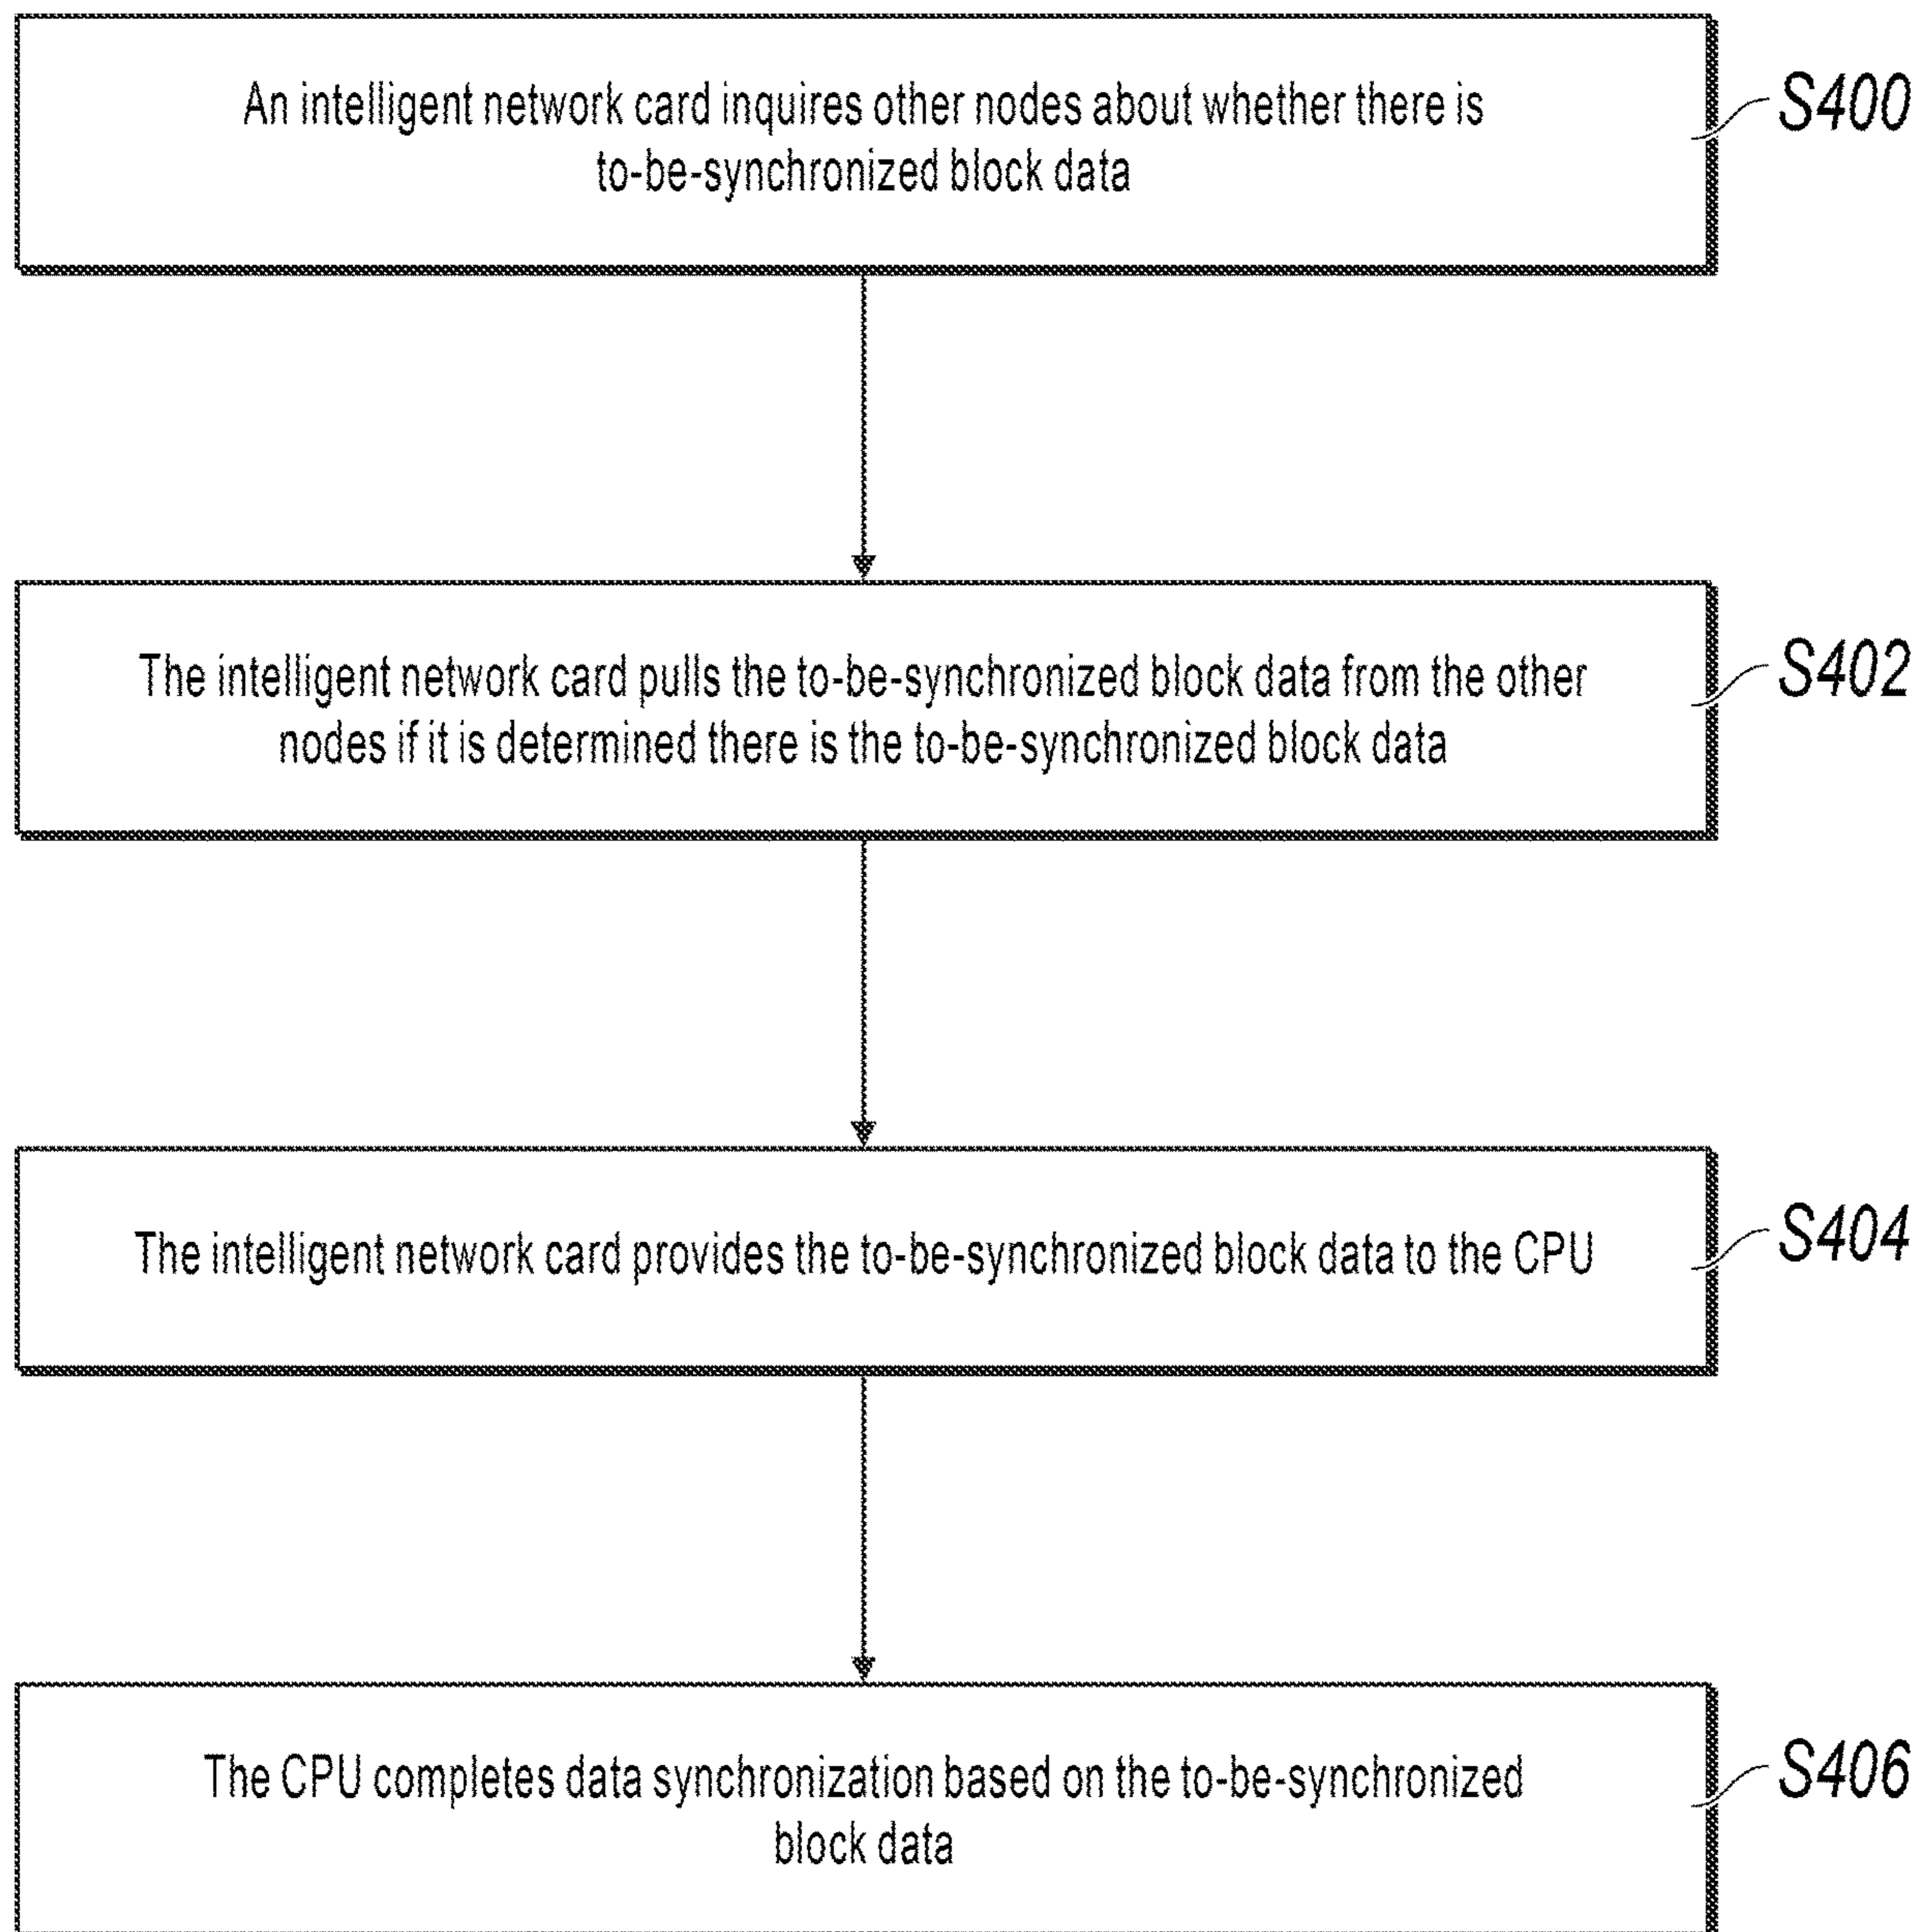 An intelligent network card inquires other nodes about whether there is
to-be-synchronized block data
S400
The intelligent network card pulls the to-be-synchronized block data from the other
nodes if it is determined there is the to-be-synchronized block data
S402
The intelligent network card provides the to-be-synchronized block data to the CPU
S404
The CPU completes data synchronization based on the to-be-synchronized
block data
S406